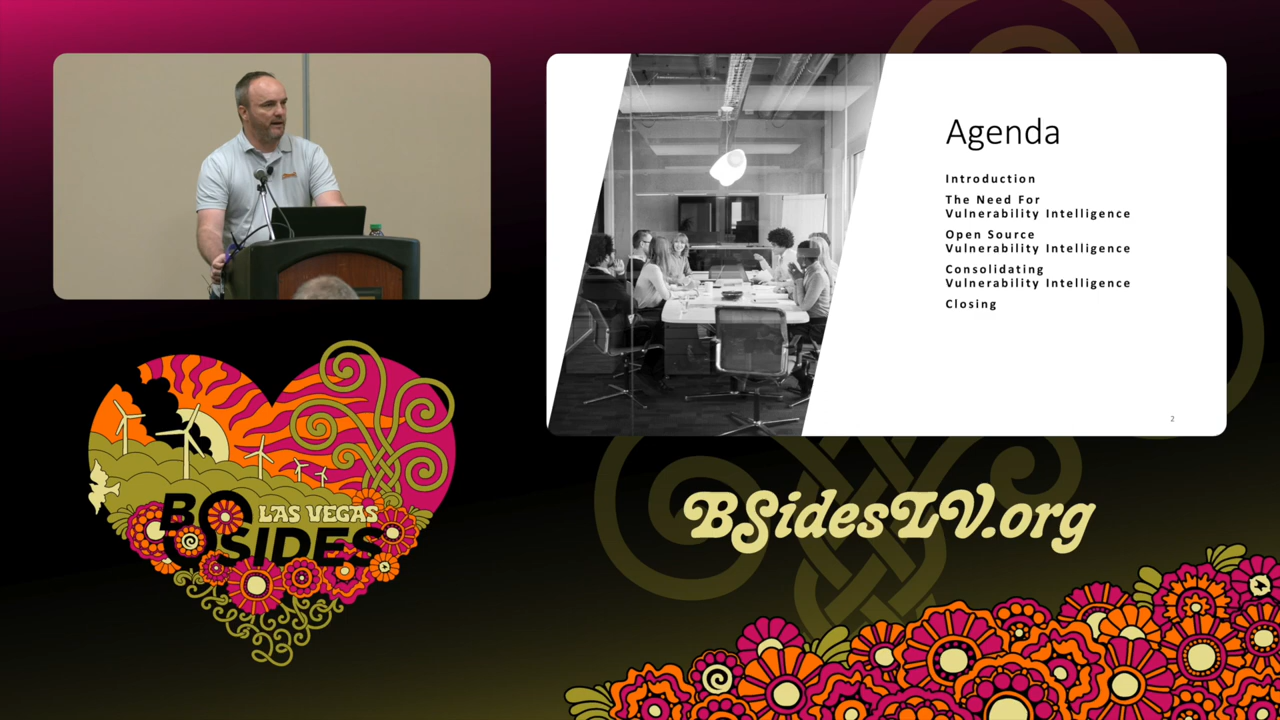 Agenda
Introduction
The Need For
Vulnerability Intelligence
Open Source
Vulnerability Intelligence
Consolidating
Vulnerability Intelligence
Closing
2
BSidesLV.org
LAS VEGAS
BSIDES